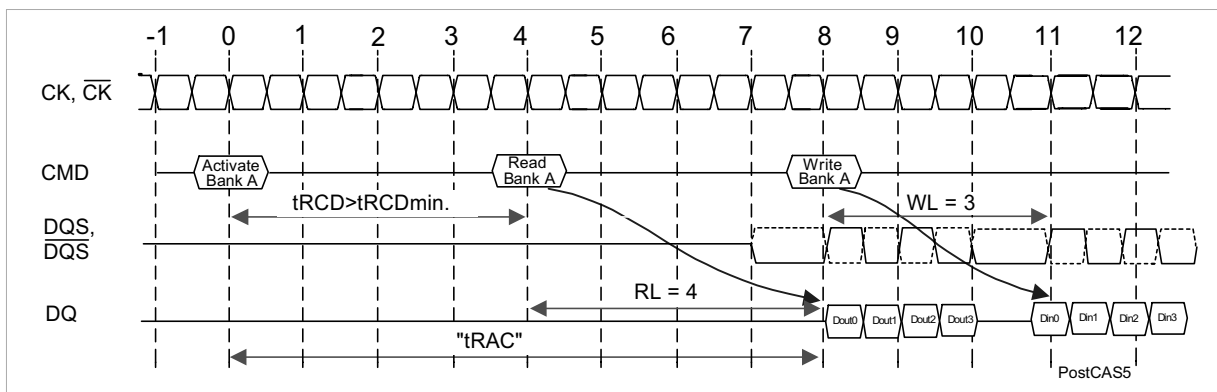 -1 0 1 2 3 4 5 6 7 8 9 10 11 12
CK, CK
CMD
Activate
Bank A
Read
Bank A
Write
Bank A
tRCD>tRCDmin.
WL = 3
DQS,
DQS
RL = 4
DQ
Dout0 Dout1 Dout2 Dout3
Din0 Din1 Din2 Din3
"tRAC"
PostCAS5